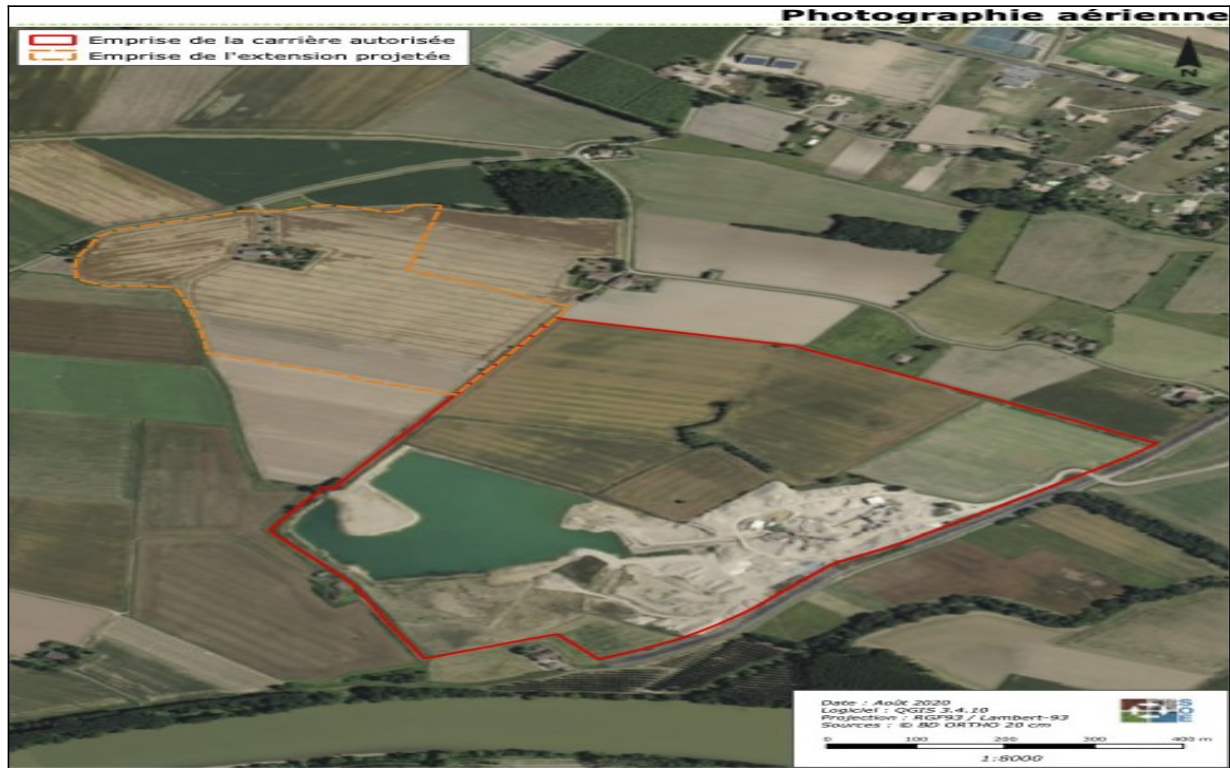 Photographie aérienne
Emprise de la carrière autorisée
Emprise de l'extension projetée
N
Date : Août 2020
Logiciel : QGIS 3.4.10
Projection : RGF93 / Lambert-93
Sources : © BD ORTHO 20 cm
0 100 200 300 400 m
1:8000